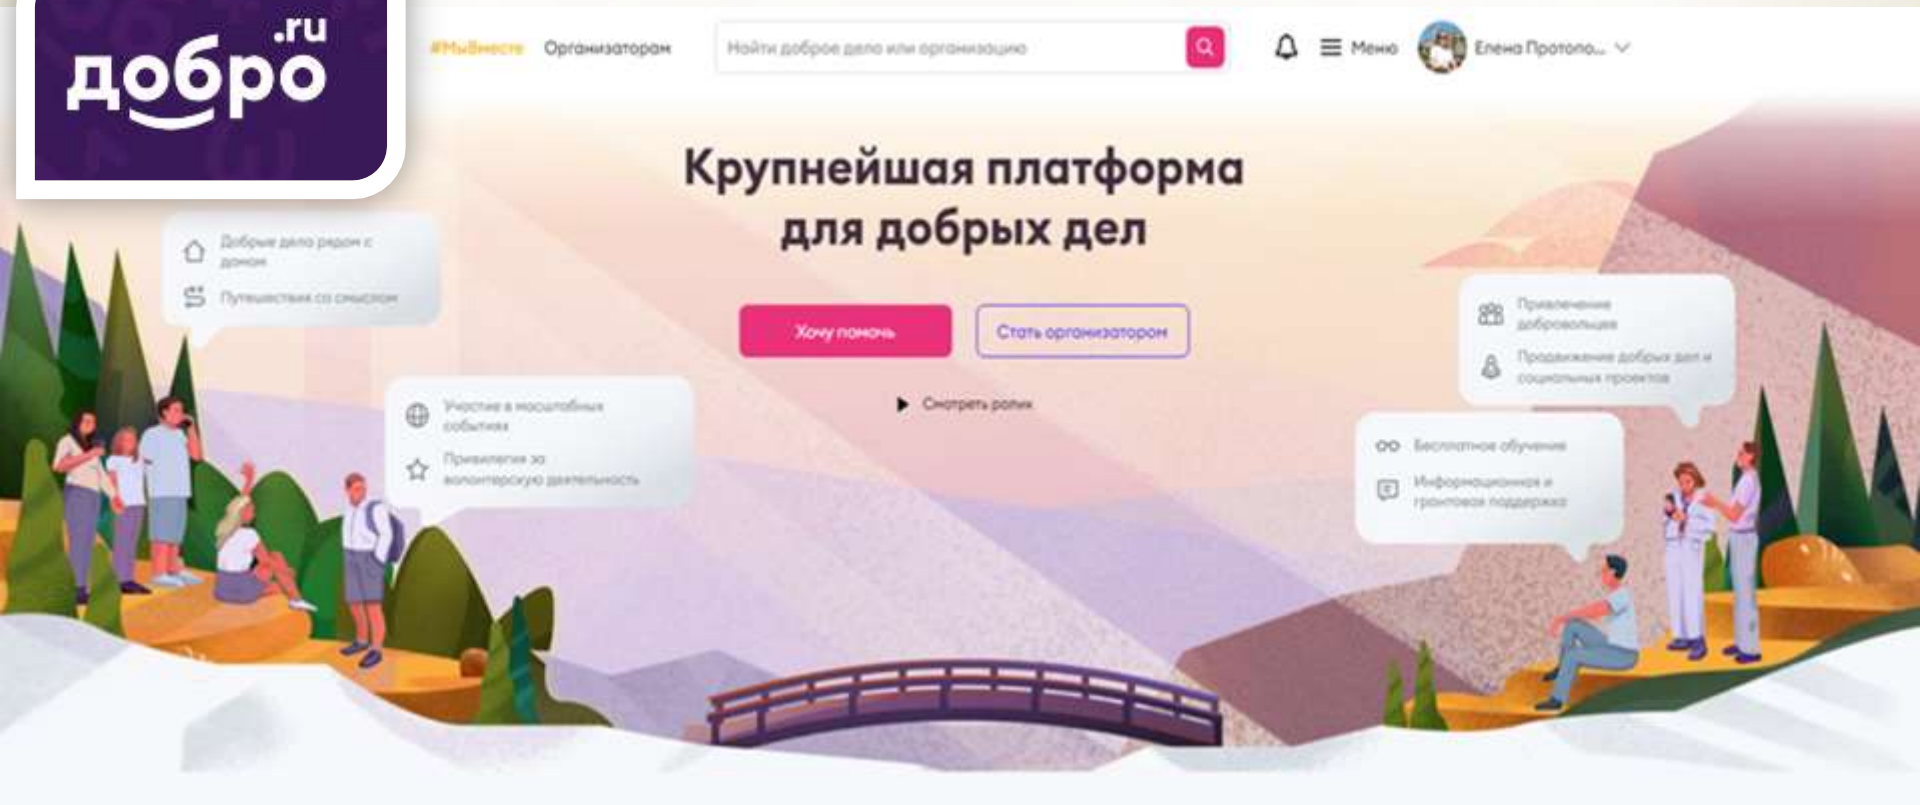 .ru
добро
#МыВместе Организаторам
Найти доброе дело или организацию
Меню
Елена Протопо...
Крупнейшая платформа
для добрых дел
Хочу помочь
Стать организатором
Смотреть ролик
Добрые дела рядом с
домом
Путешествия со смыслом
Участие в масштабных
событиях
Привилегия за
волонтерскую деятельность
Привлечение
добровольцев
Продвижение добрых дел и
социальных проектов
Бесплатное обучение
Информационная и
грантовая поддержка